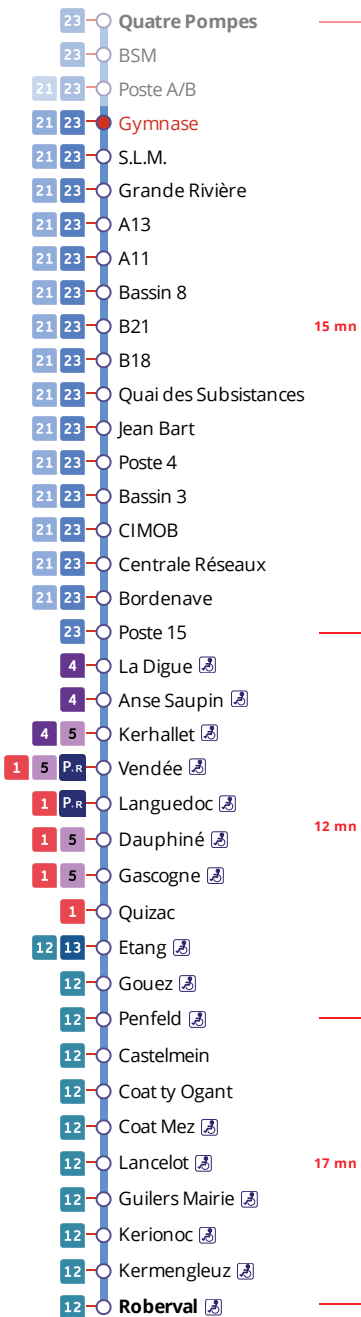 23 Quatre Pompes
23 BSM
21 23 Poste A/B
21 23 Gymnase
21 23 S.L.M.
21 23 Grande Rivière
21 23 A13
21 23 A11
21 23 Bassin 8
21 23 B21 15 mn
21 23 B18
21 23 Quai des Subsistances
21 23 Jean Bart
21 23 Poste 4
21 23 Bassin 3
21 23 CIMOB
21 23 Centrale Réseaux
21 23 Bordenave
23 Poste 15
4 La Digue
4 Anse Saupin
4 5 Kerhallet
1 5 P+R Vendée
1 P+R Languedoc
12 mn
1 5 Dauphiné
1 5 Gascogne
1 Quizac
12 13 Etang
12 Gouez
12 Penfeld
12 Castelmein
12 Coat ty Ogant
12 Coat Mez
12 Lancelot 17 mn
12 Guilers Mairie
12 Kerionoc
12 Kermengleuz
12 Roberval